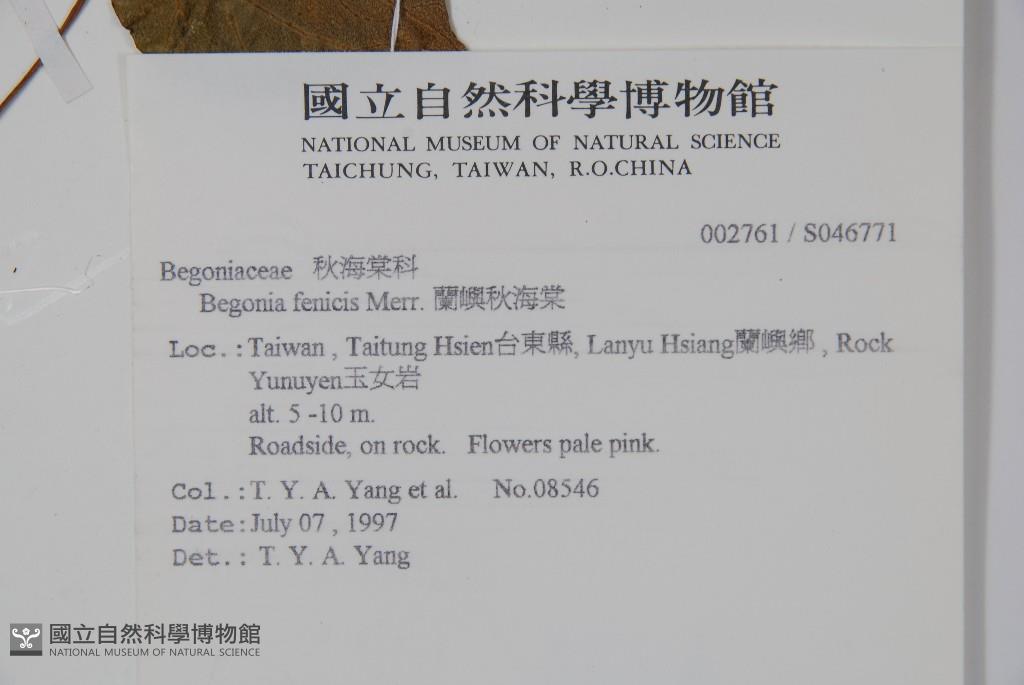 國立自然科學博物館
NATIONAL MUSEUM OF NATURAL SCIENCE
TAICHUNG, TAIWAN, R.O.CHINA
002761 / S046771
Begoniaceae 秋海棠科
Begonia fenicis Merr. 蘭嶼秋海棠
Loc.:Taiwan , Taitung Hsien台東縣, Lanyu Hsiang蘭嶼鄉 , Rock
Yunuyen玉女岩
alt. 5 -10 m.
Roadside, on rock. Flowers pale pink.
Col.:T. Y. A. Yang et al. No.08546
Date:July 07 , 1997
Det.: T. Y. A. Yang
國立自然科學博物館
NATIONAL MUSEUM OF NATURAL SCIENCE